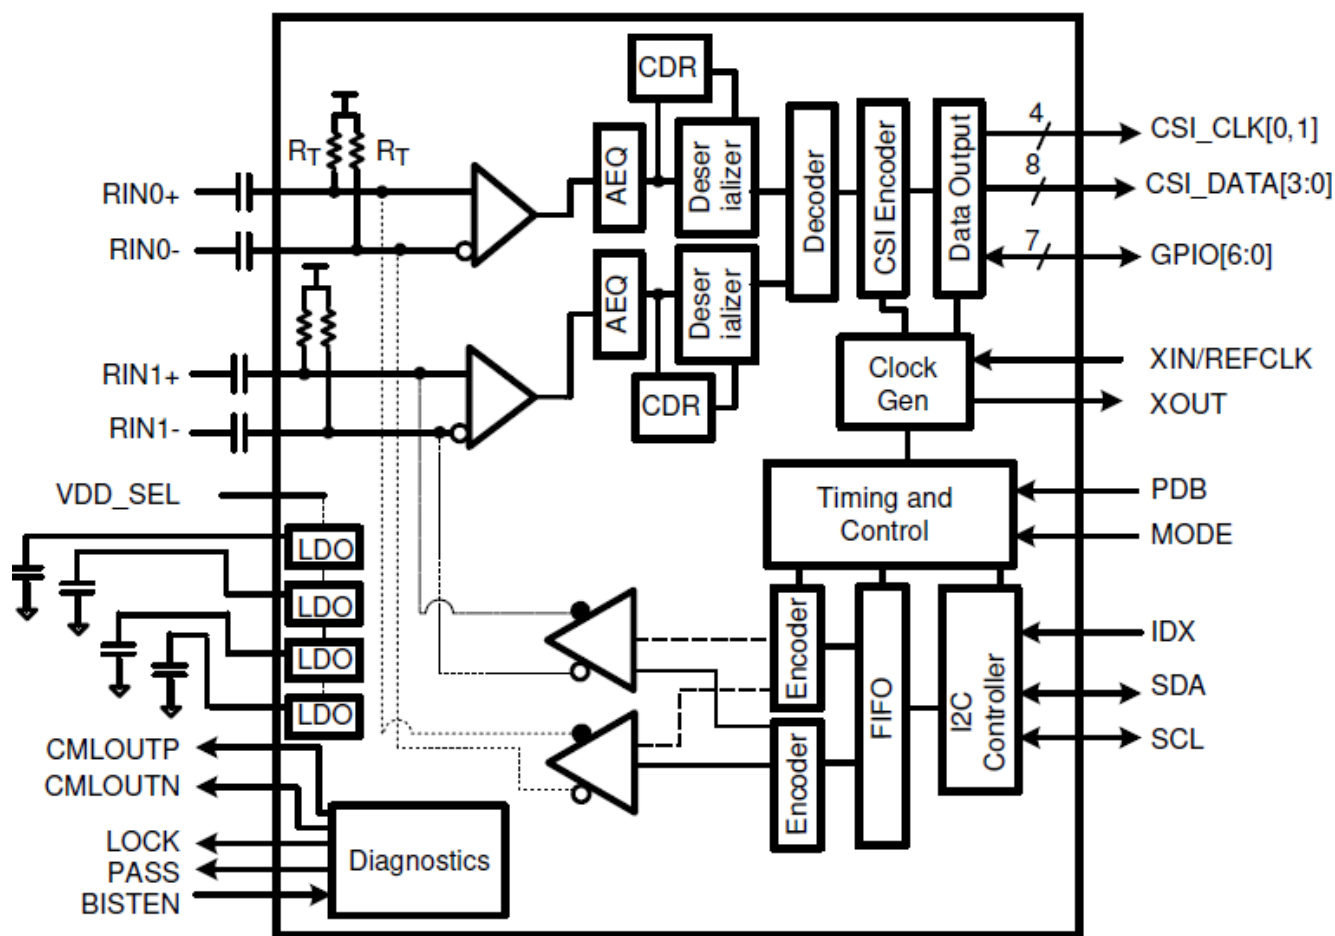 CDR
4
CSI_CLK[0,1]
R_T
R_T
AEQ
Deser
ializer
Decoder
CSI Encoder
Data Output
8
CSI_DATA[3:0]
RIN0+
RIN0-
7
GPIO[6:0]
AEQ
Deser
ializer
RIN1+
CDR
Clock
Gen
XIN/REFCLK
XOUT
RIN1-
VDD_SEL
Timing and
Control
PDB
MODE
LDO
LDO
LDO
LDO
Encoder
FIFO
I2C
Controller
IDX
SDA
SCL
Encoder
CMLOUTP
CMLOUTN
LOCK
PASS
BISTEN
Diagnostics